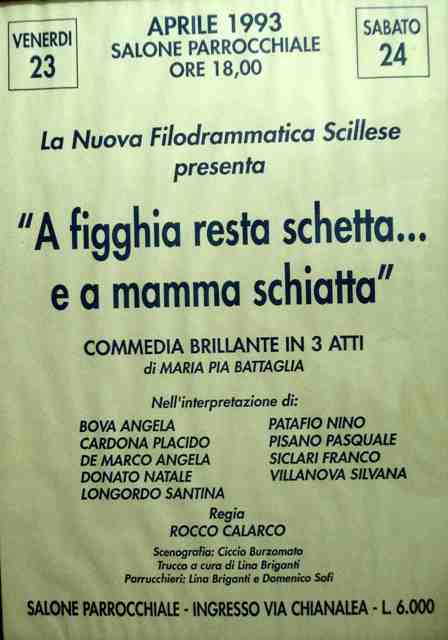 VENERDI
23
APRILE 1993
SALONE PARROCCHIALE
ORE 18,00
SABATO
24
La Nuova Filodrammatica Scillese
presenta
"A figghia resta schetta...
e a mamma schiatta"
COMMEDIA BRILLANTE IN 3 ATTI
di MARIA PIA BATTAGLIA
Nell'interpretazione di:
BOVA ANGELA
CARDONA PLACIDO
DE MARCO ANGELA
DONATO NATALE
LONGORDO SANTINA
PATAFIO NINO
PISANO PASQUALE
SICLARI FRANCO
VILLANOVA SILVANA
Regia
ROCCO CALARCO
Scenografia: Ciccio Burzomato
Trucco a cura di Lina Briganti
Parrucchieri: Lina Briganti e Domenico Sofi
SALONE PARROCCHIALE - INGRESSO VIA CHIANALEA - L. 6.000